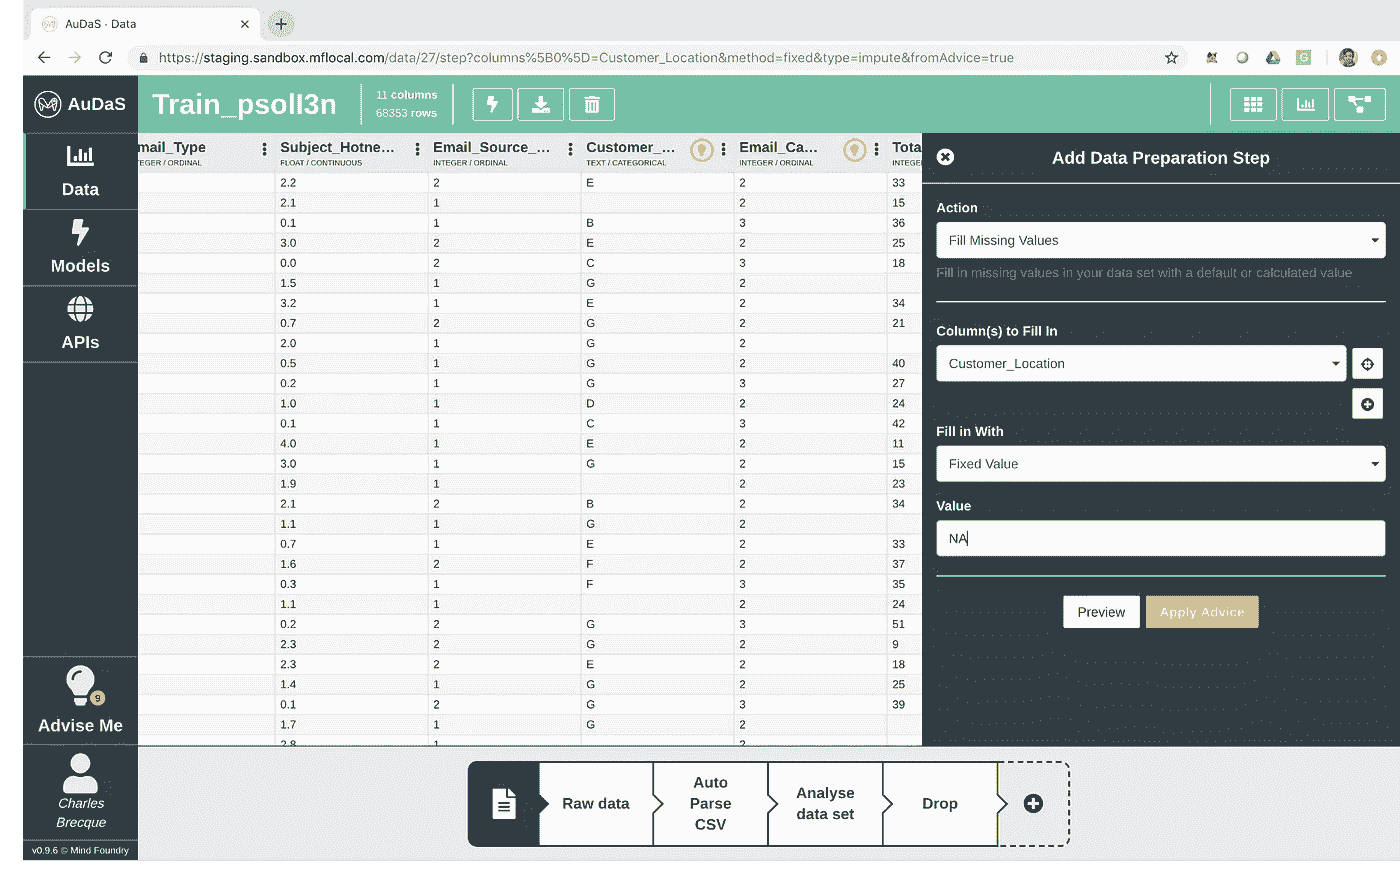 AuDaS - Data
https://staging.sandbox.mflocal.com/data/27/step?columns%5B0%5D=Customer_Location&method=fixed&type=impute&fromAdvice=true
AuDaS
Train_psoll3n
11 columns
68353 rows
Data
Models
APIs
Advise Me
9
Charles
Brecque
v0.9.6 © Mind Foundry
mail_Type Subject_Hotne... Email_Source_... Customer_... Email_Ca... Tota
TEGER / ORDINAL FLOAT / CONTINUOUS INTEGER / ORDINAL TEXT / CATEGORICAL INTEGER / ORDINAL INTEGE
2.2 2 E 2 33
2.1 1 2 15
0.1 1 B 3 36
3.0 2 E 2 25
0.0 2 C 3 18
1.5 1 G 2
3.2 1 E 2 34
0.7 2 G 2 21
2.0 1 G 2
0.5 1 G 2 40
0.2 1 G 3 27
1.0 1 D 2 24
0.1 1 C 3 42
4.0 1 E 2 11
3.0 1 G 2 15
1.9 1 2 23
2.1 2 B 2 34
1.1 1 G 2
0.7 1 E 2 33
1.6 2 F 2 37
0.3 1 F 3 35
1.1 1 2 24
0.2 2 G 3 51
2.3 2 G 2 9
2.3 2 E 2 18
1.4 1 G 2 25
0.1 2 G 3 39
1.7 1 G 2
2.8 1 2
Add Data Preparation Step
Action
Fill Missing Values
Fill in missing values in your data set with a default or calculated value
Column(s) to Fill In
Customer_Location
Fill in With
Fixed Value
Value
NA
Preview Apply Advice
Raw data
Auto
Parse
CSV
Analyse
data set
Drop